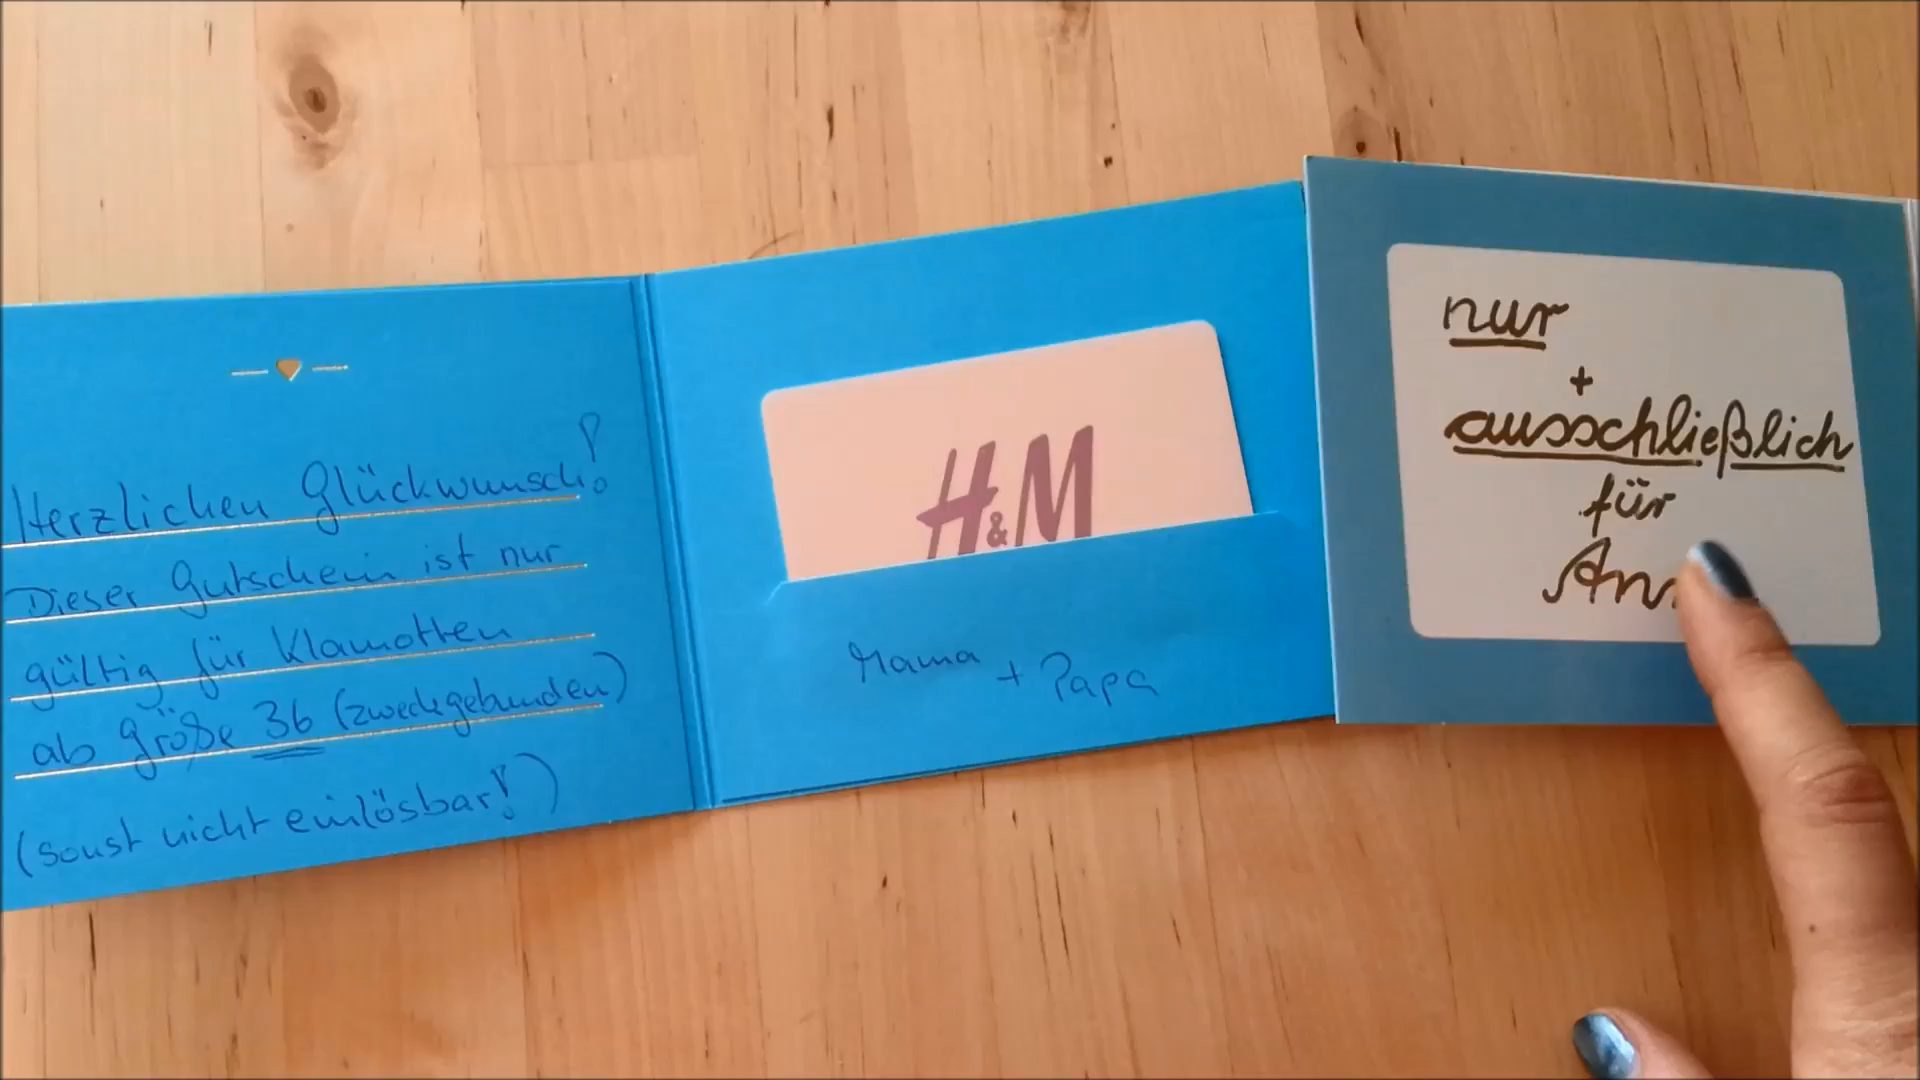 Herzlichen Glückwunsch!
Dieser Gutschein ist nur
gültig für Klamotten
ab Größe 36 (zweckgebunden)
(sonst nicht einlösbar!)
H&M
Mama + Papa
nur
+
ausschließlich
für